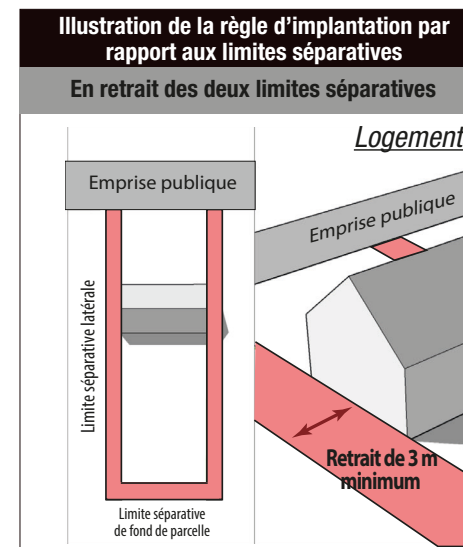 Illustration de la règle d'implantation par
rapport aux limites séparatives
En retrait des deux limites séparatives
Logement
Emprise publique
Limite séparative latérale
Limite séparative
de fond de parcelle
Emprise publique
Retrait de 3 m
minimum